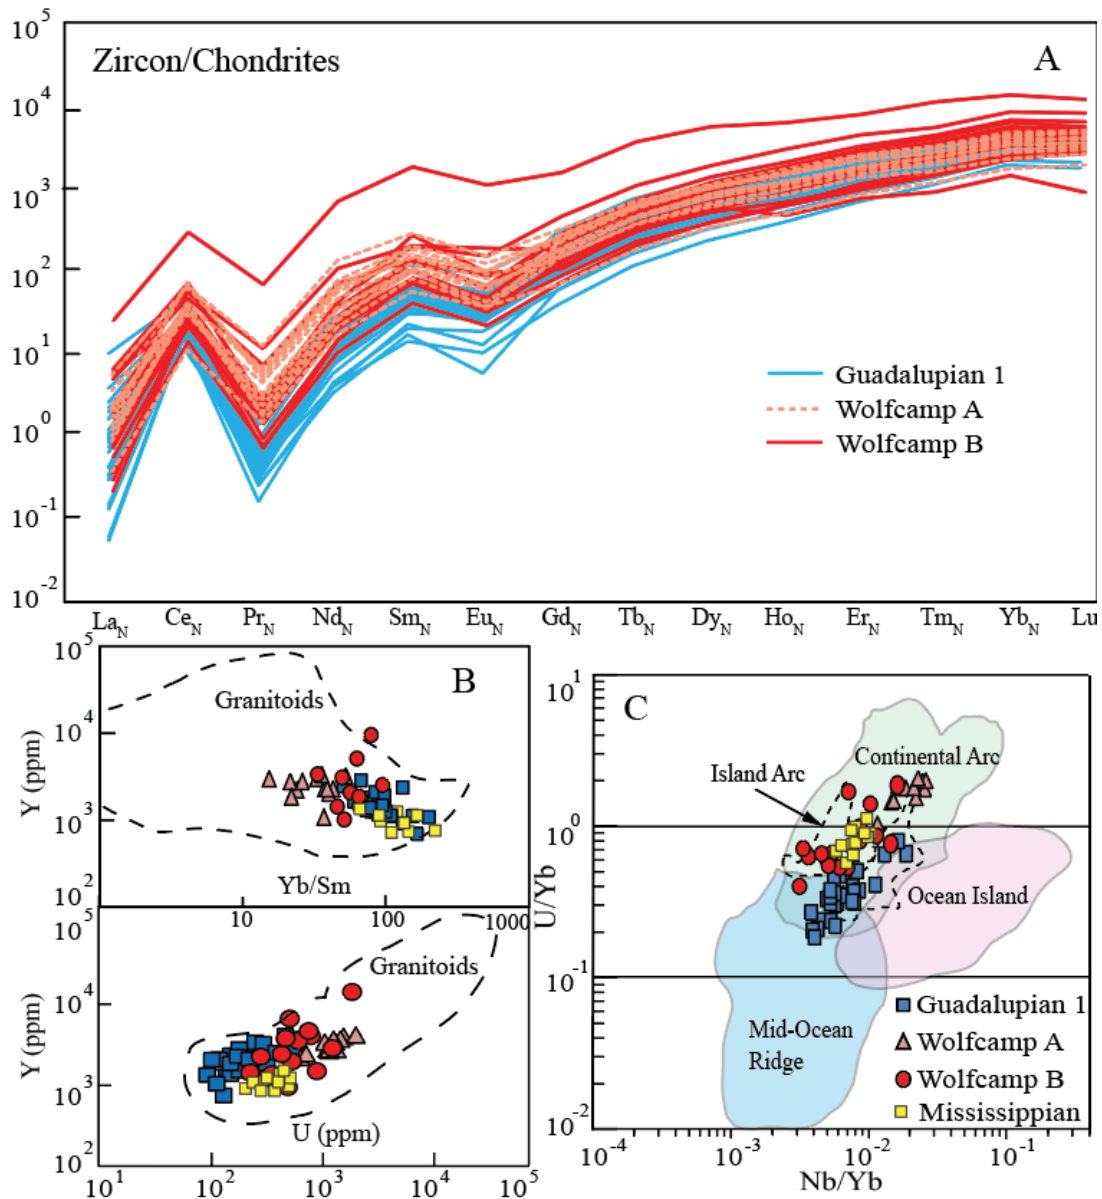 10^5
Zircon/Chondrites
A
10^4
10^3
10^2
10^1
Guadalupian 1
Wolfcamp A
10^0
Wolfcamp B
10^-1
10^-2
La_N Ce_N Pr_N Nd_N Sm_N Eu_N Gd_N Tb_N Dy_N Ho_N Er_N Tm_N Yb_N Lu
10^5
B
Granitoids
10^4
Y (ppm)
10^3
10^2
Yb/Sm
10 100 1000
10^5
Granitoids
10^4
Y (ppm)
10^3
U (ppm)
10^2
10^1 10^2 10^3 10^4 10^5
10^1
C
Continental Arc
Island Arc
10^0
U/Yb
Ocean Island
10^-1
Mid-Ocean
Ridge
Guadalupian 1
Wolfcamp A
Wolfcamp B
Mississippian
10^-2
10^-4 10^-3 10^-2 10^-1
Nb/Yb